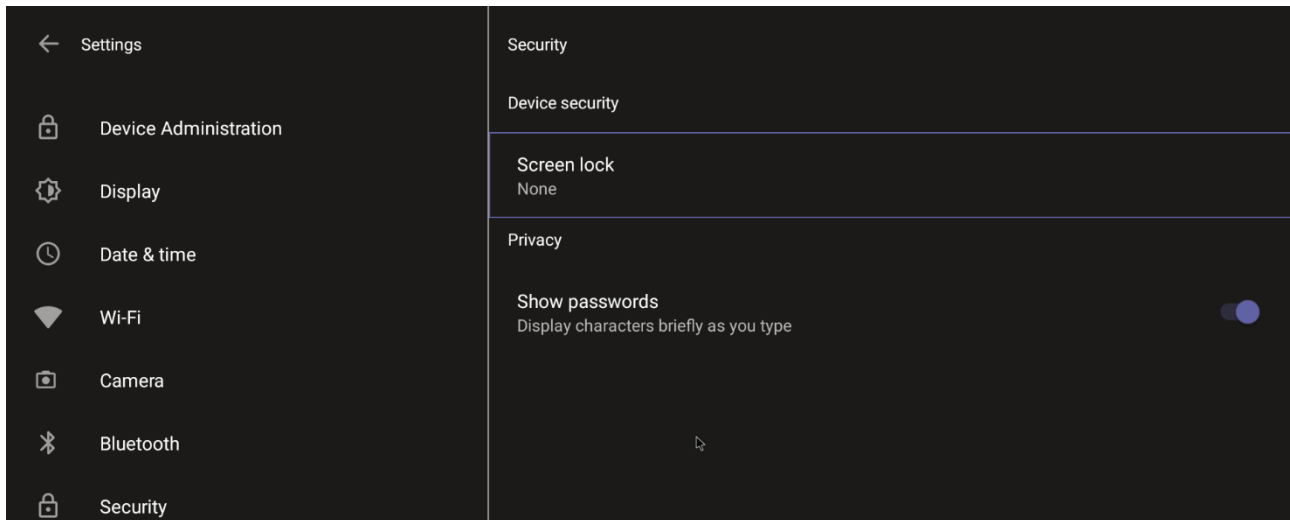 Settings
Device Administration
Display
Date & time
Wi-Fi
Camera
Bluetooth
Security
Security
Device security
Screen lock
None
Privacy
Show passwords
Display characters briefly as you type